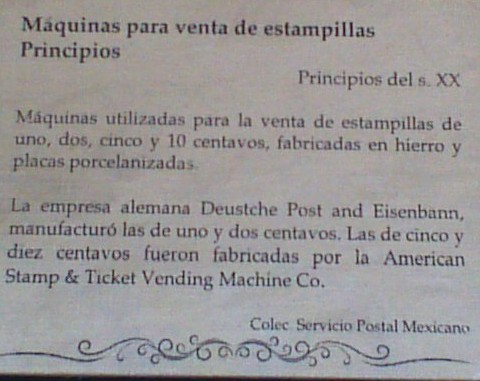 Máquinas para venta de estampillas
Principios
Principios del s. XX
Máquinas utilizadas para la venta de estampillas de
uno, dos, cinco y 10 centavos, fabricadas en hierro y
placas porcelanizadas.
La empresa alemana Deustche Post and Eisenbann,
manufacturó las de uno y dos centavos. Las de cinco y
diez centavos fueron fabricadas por la American
Stamp & Ticket Vending Machine Co.
Colec. Servicio Postal Mexicano